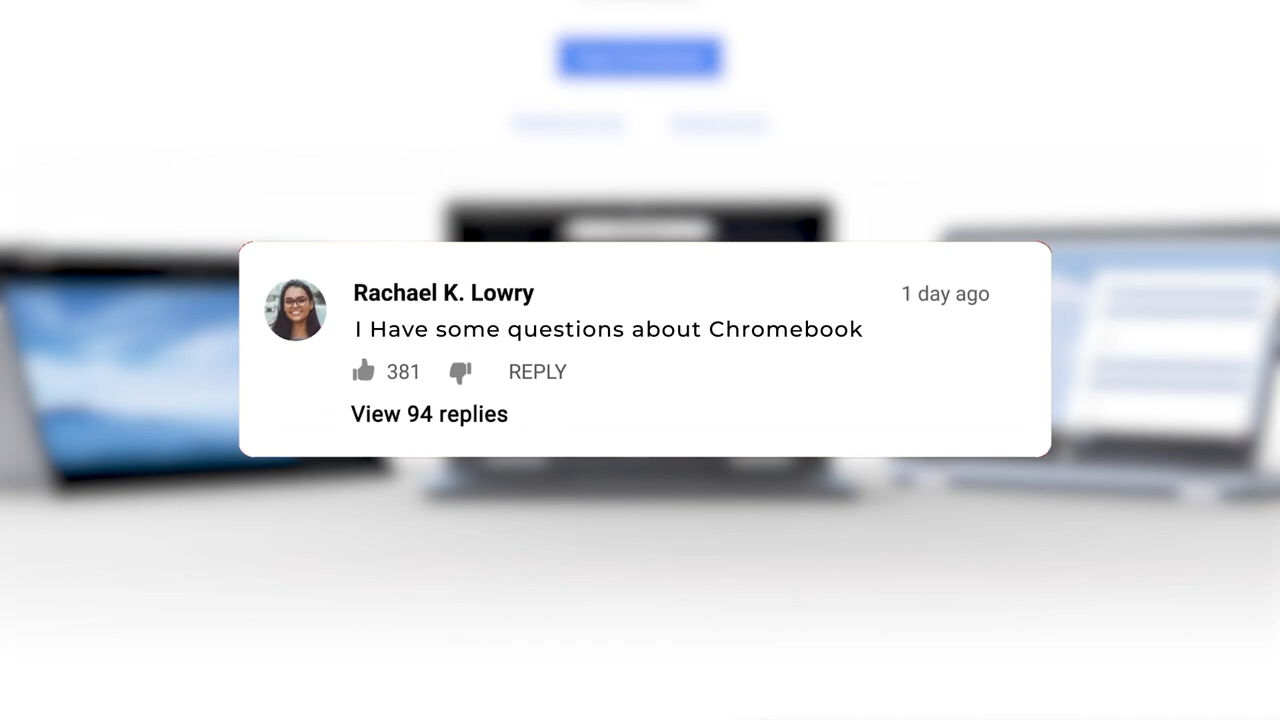 Rachael K. Lowry
1 day ago
I Have some questions about Chromebook
381
REPLY
View 94 replies